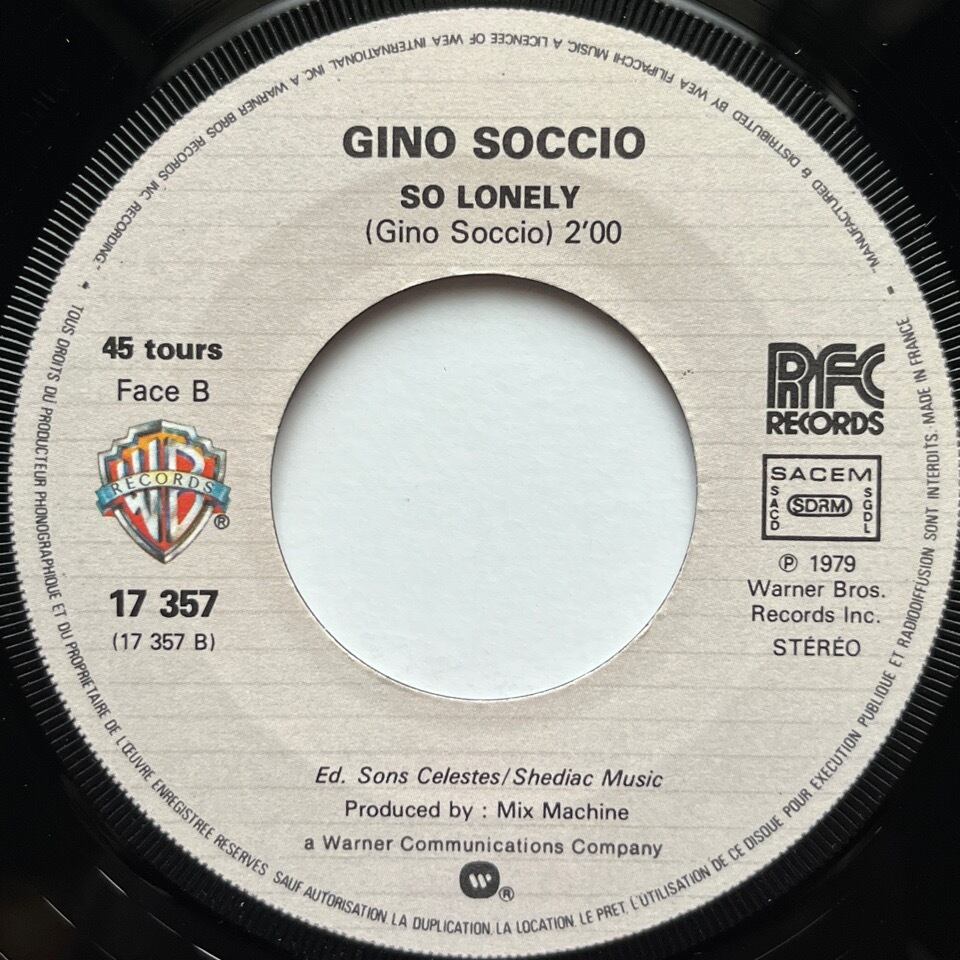 "MANUFACTURED & DISTRIBUTED BY WEA FILIPACCHI MUSIC. A LICENCEE OF WEA INTERNATIONAL INC. A WARNER BROS RECORDS INC. RECORDING."
GINO SOCCIO
SO LONELY
(Gino Soccio) 2'00
45 tours
Face B
WB
RECORDS
®
17 357
(17 357 B)
RFC
RECORDS
SACEM
SACD
SDRM
SGDL
℗ 1979
Warner Bros.
Records Inc.
STÉRÉO
Ed. Sons Celestes/Shediac Music
Produced by : Mix Machine
a Warner Communications Company
W ®
TOUS DROITS DU PRODUCTEUR PHONOGRAPHIQUE ET DU PROPRIETAIRE DE L'ŒUVRE ENREGISTREE RESERVES. SAUF AUTORISATION, LA DUPLICATION, LA LOCATION, LE PRET, L'UTILISATION DE CE DISQUE POUR EXECUTION PUBLIQUE ET RADIODIFFUSION SONT INTERDITS. MADE IN FRANCE